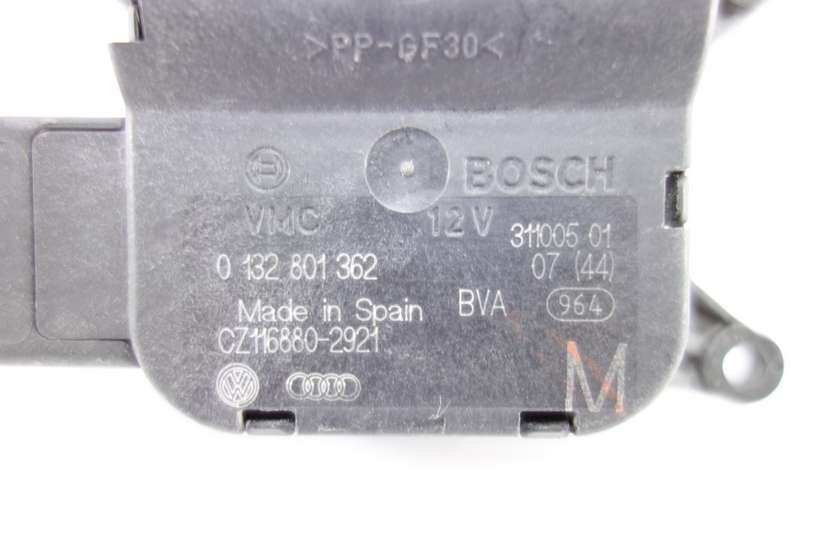 >PP-GF30<
BOSCH
VMC 12V
311005 01
0 132 801 362 07 (44)
Made in Spain BVA 964
CZ116880-2921
M